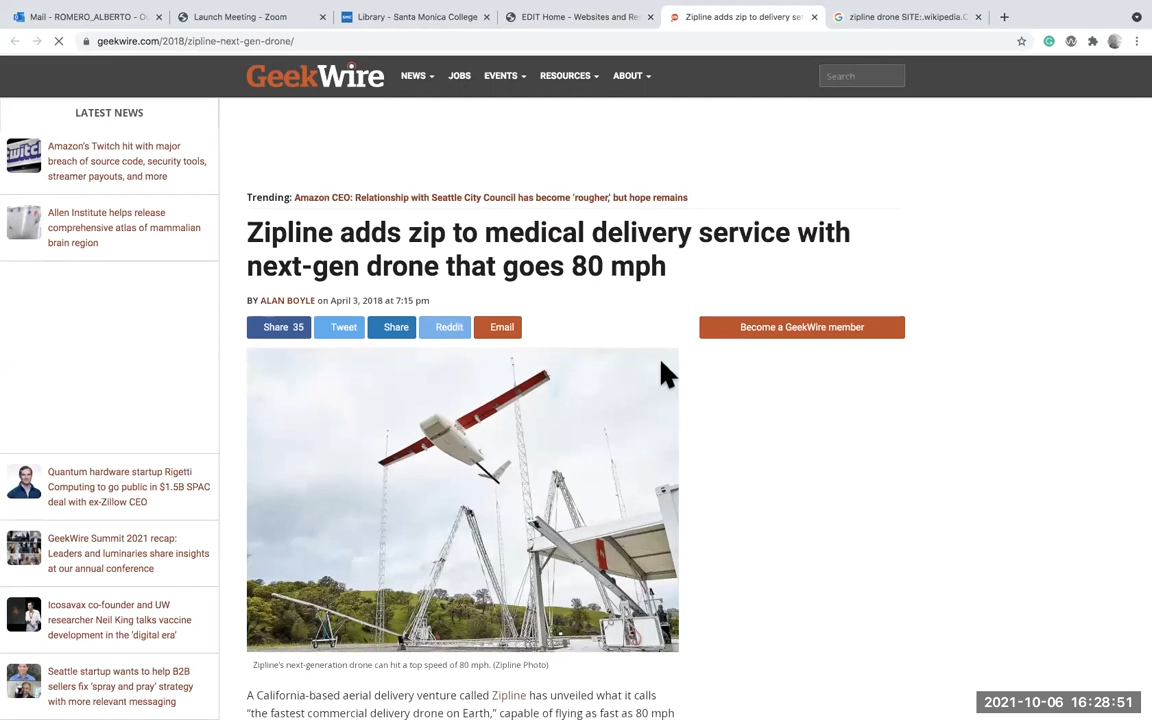 Mail - ROMERO_ALBERTO - O
Launch Meeting - Zoom
Library - Santa Monica College
EDIT Home - Websites and Re
Zipline adds zip to delivery se
zipline drone SITE:.wikipedia.O
geekwire.com/2018/zipline-next-gen-drone/
GeekWire
NEWS
JOBS
EVENTS
RESOURCES
ABOUT
Search
LATEST NEWS
Amazon's Twitch hit with major
breach of source code, security tools,
streamer payouts, and more
Allen Institute helps release
comprehensive atlas of mammalian
brain region
Quantum hardware startup Rigetti
Computing to go public in $1.5B SPAC
deal with ex-Zillow CEO
GeekWire Summit 2021 recap:
Leaders and luminaries share insights
at our annual conference
Icosavax co-founder and UW
researcher Neil King talks vaccine
development in the 'digital era'
Seattle startup wants to help B2B
sellers fix 'spray and pray' strategy
with more relevant messaging
Trending: Amazon CEO: Relationship with Seattle City Council has become 'rougher,' but hope remains
Zipline adds zip to medical delivery service with
next-gen drone that goes 80 mph
BY ALAN BOYLE on April 3, 2018 at 7:15 pm
Share 35
Tweet
Share
Reddit
Email
Become a GeekWire member
Zipline's next-generation drone can hit a top speed of 80 mph. (Zipline Photo)
A California-based aerial delivery venture called Zipline has unveiled what it calls
"the fastest commercial delivery drone on Earth," capable of flying as fast as 80 mph
2021-10-06 16:28:51